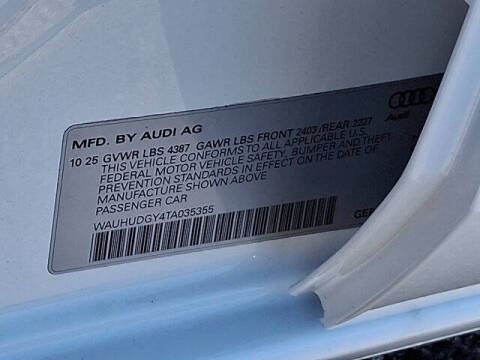 MFD. BY AUDI AG
Audi
10 25 GVWR LBS 4387 GAWR LBS FRONT 2403/REAR 2227
THIS VEHICLE CONFORMS TO ALL APPLICABLE U.S.
FEDERAL MOTOR VEHICLE SAFETY, BUMPER AND THEFT
PREVENTION STANDARDS IN EFFECT ON THE DATE OF
MANUFACTURE SHOWN ABOVE
PASSENGER CAR
WAUHUDGY4TA035355